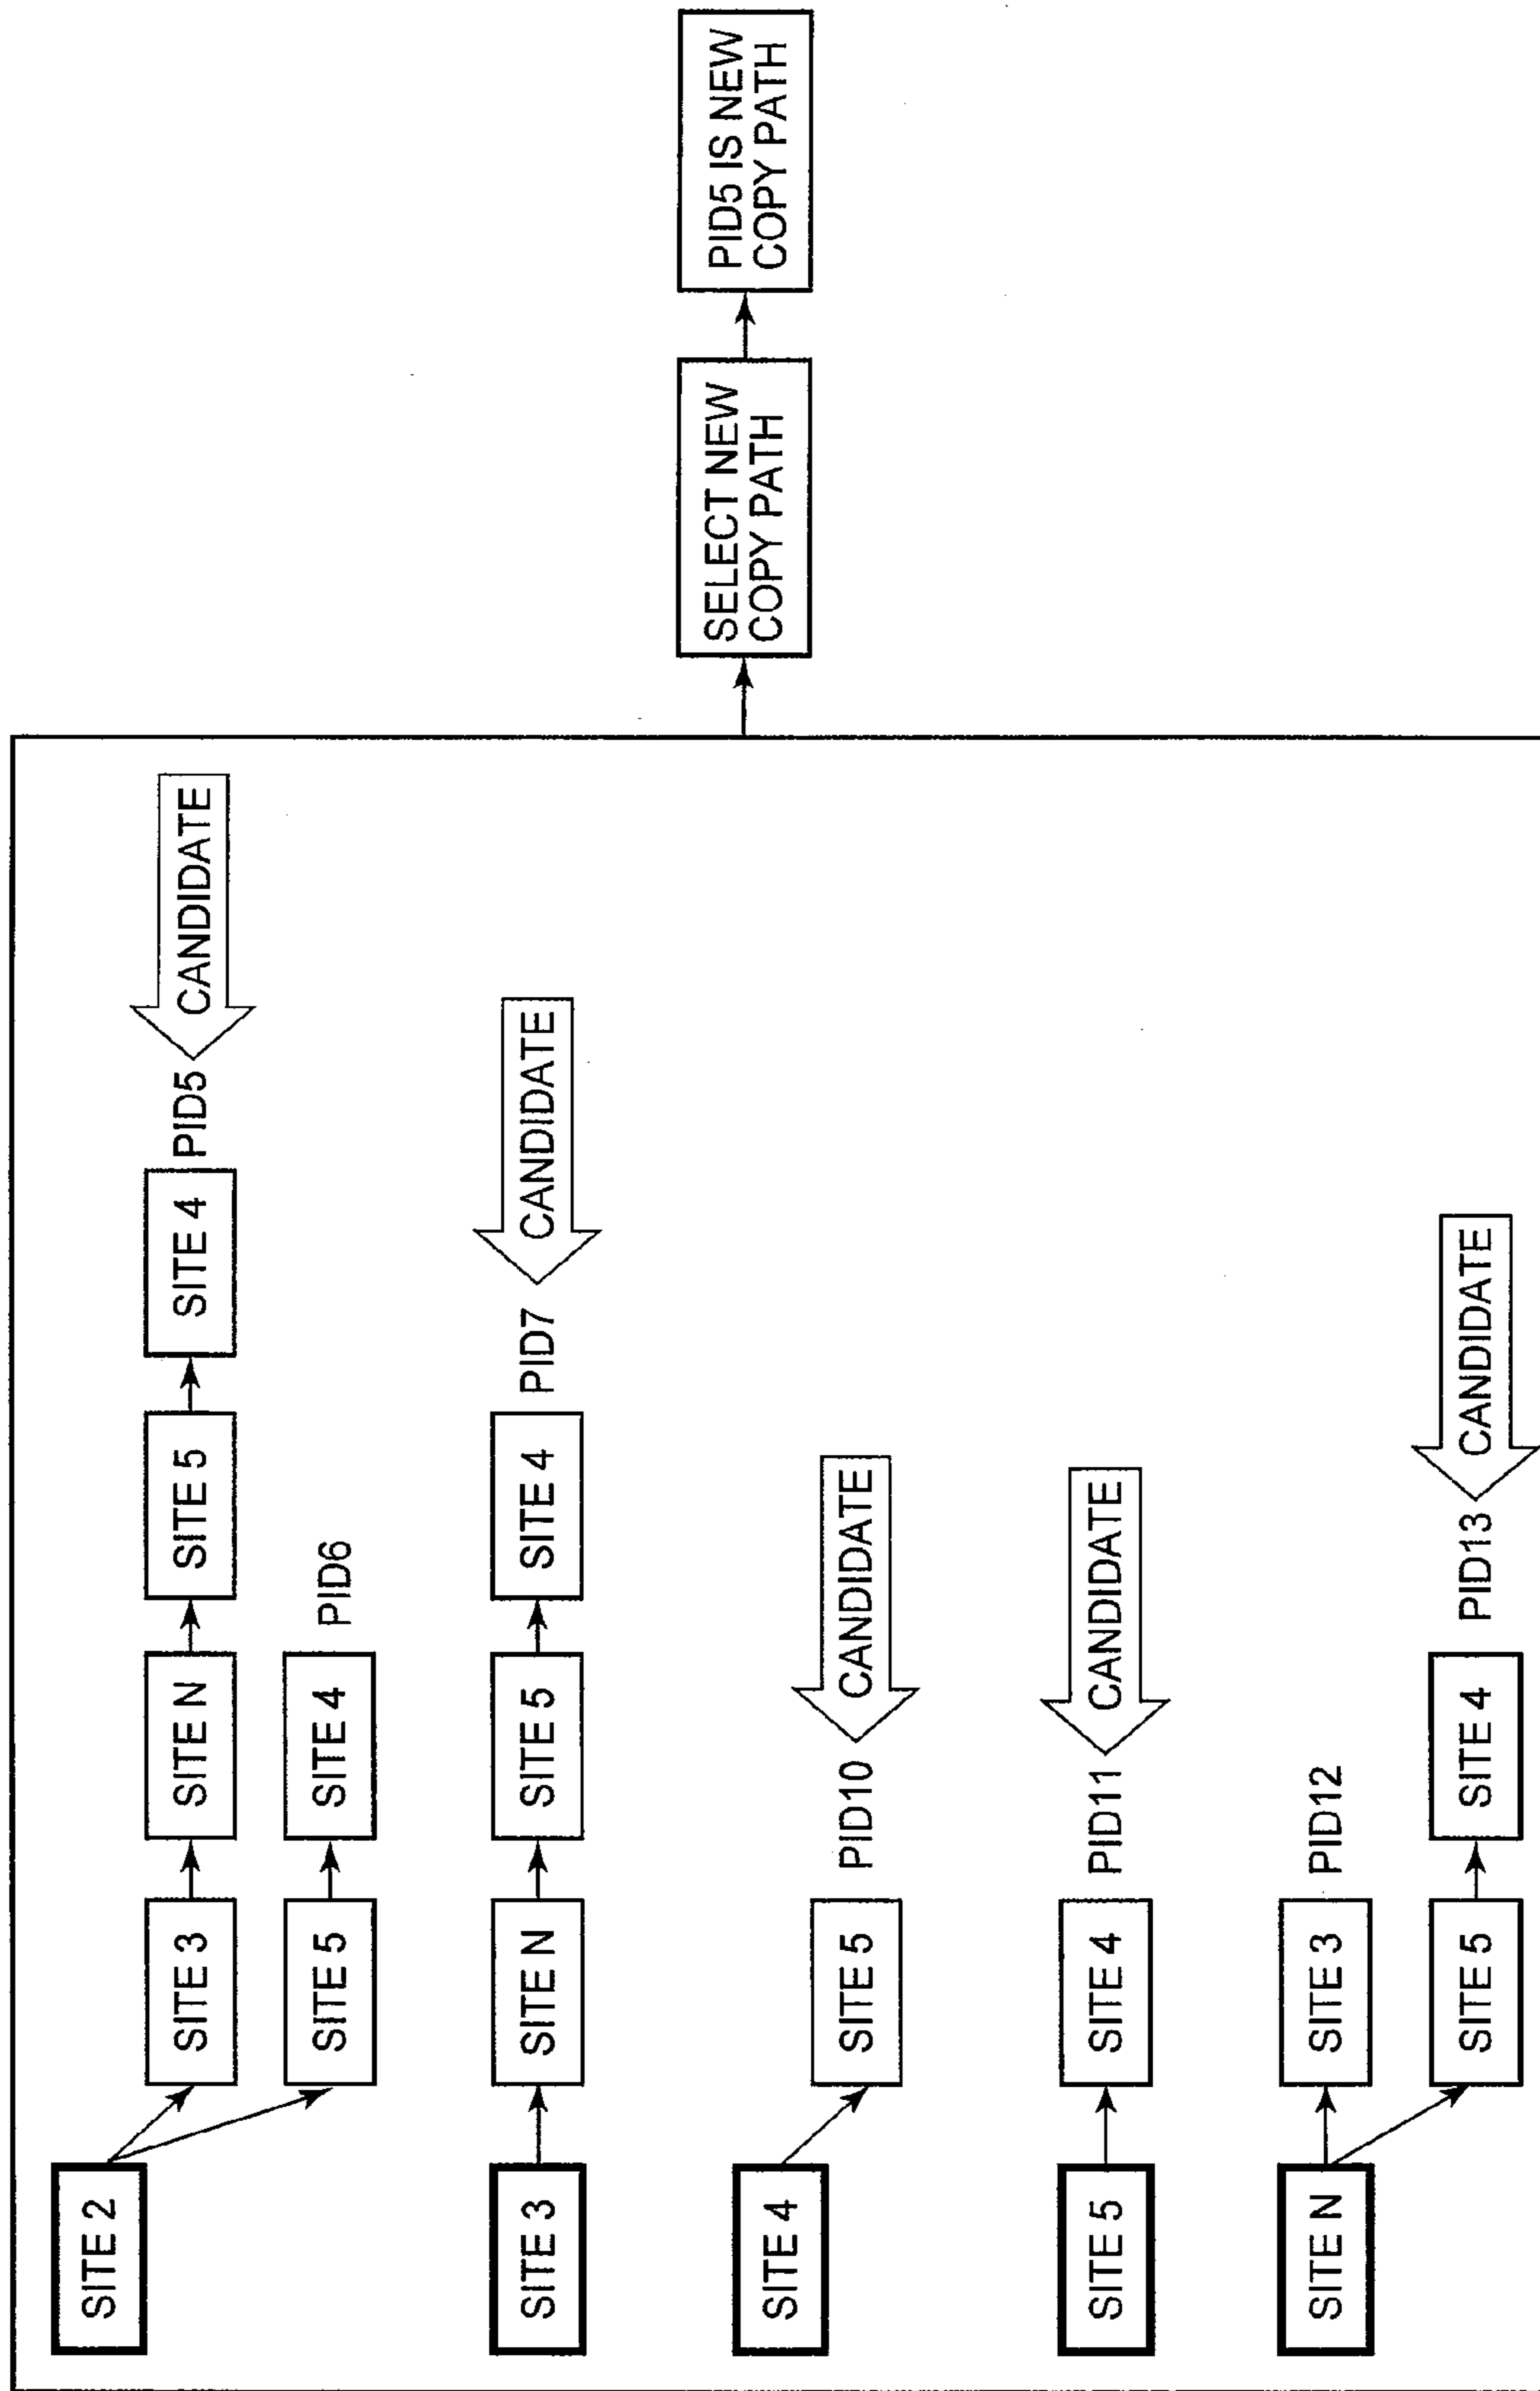 SITE 2
SITE 3
SITE N
SITE 5
SITE 4
PID5
CANDIDATE
SITE 5
SITE 4
PID6
SITE 3
SITE N
SITE 5
SITE 4
PID7
CANDIDATE
SITE 4
SITE 5
PID10
CANDIDATE
SITE 5
SITE 4
PID11
CANDIDATE
SITE N
SITE 3
PID12
SITE 5
SITE 4
PID13
CANDIDATE
SELECT NEW
COPY PATH
PID5 IS NEW
COPY PATH